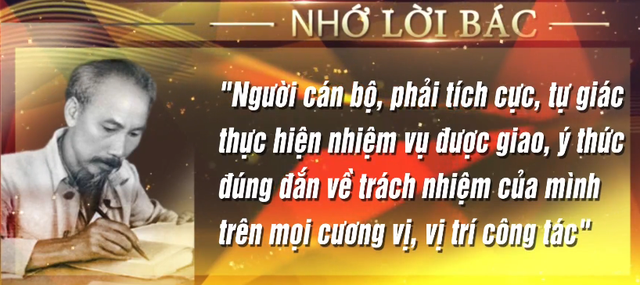 NHỚ LỜI BÁC
"Người cán bộ, phải tích cực, tự giác
thực hiện nhiệm vụ được giao, ý thức
đúng đắn về trách nhiệm của mình
trên mọi cương vị, vị trí công tác"